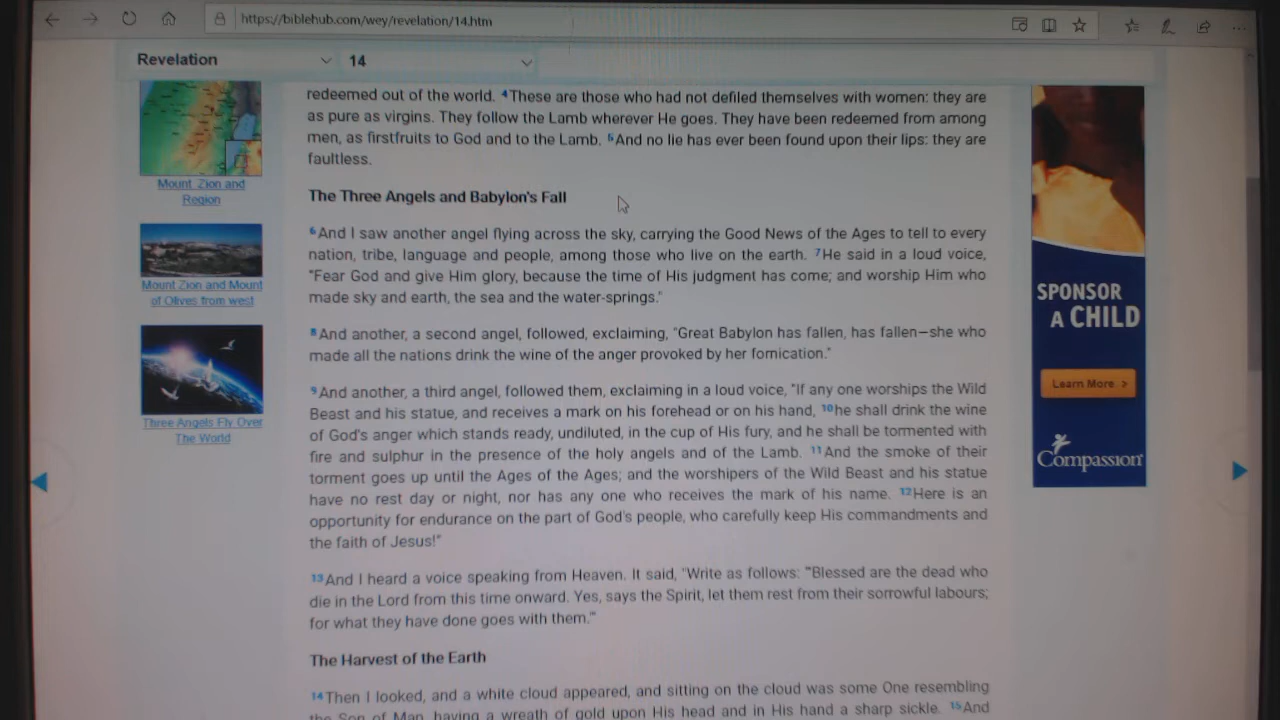 https://biblehub.com/wey/revelation/14.htm
Revelation 14
redeemed out of the world. 4These are those who had not defiled themselves with women: they are
as pure as virgins. They follow the Lamb wherever He goes. They have been redeemed from among
men, as firstfruits to God and to the Lamb. 5And no lie has ever been found upon their lips: they are
faultless.
The Three Angels and Babylon's Fall
6And I saw another angel flying across the sky, carrying the Good News of the Ages to tell to every
nation, tribe, language and people, among those who live on the earth. 7He said in a loud voice,
"Fear God and give Him glory, because the time of His judgment has come; and worship Him who
made sky and earth, the sea and the water-springs."
8And another, a second angel, followed, exclaiming, "Great Babylon has fallen, has fallen—she who
made all the nations drink the wine of the anger provoked by her fornication."
9And another, a third angel, followed them, exclaiming in a loud voice, "If any one worships the Wild
Beast and his statue, and receives a mark on his forehead or on his hand, 10he shall drink the wine
of God's anger which stands ready, undiluted, in the cup of His fury, and he shall be tormented with
fire and sulphur in the presence of the holy angels and of the Lamb. 11And the smoke of their
torment goes up until the Ages of the Ages; and the worshipers of the Wild Beast and his statue
have no rest day or night, nor has any one who receives the mark of his name. 12Here is an
opportunity for endurance on the part of God's people, who carefully keep His commandments and
the faith of Jesus!"
13And I heard a voice speaking from Heaven. It said, "Write as follows: "'Blessed are the dead who
die in the Lord from this time onward. Yes, says the Spirit, let them rest from their sorrowful labours;
for what they have done goes with them.'"
The Harvest of the Earth
14Then I looked, and a white cloud appeared, and sitting on the cloud was some One resembling
the Son of Man, having a wreath of gold upon His head and in His hand a sharp sickle. 15And
Mount Zion and
Region
Mount Zion and Mount
of Olives from west
Three Angels Fly Over
The World
SPONSOR
A CHILD
Learn More >
Compassion